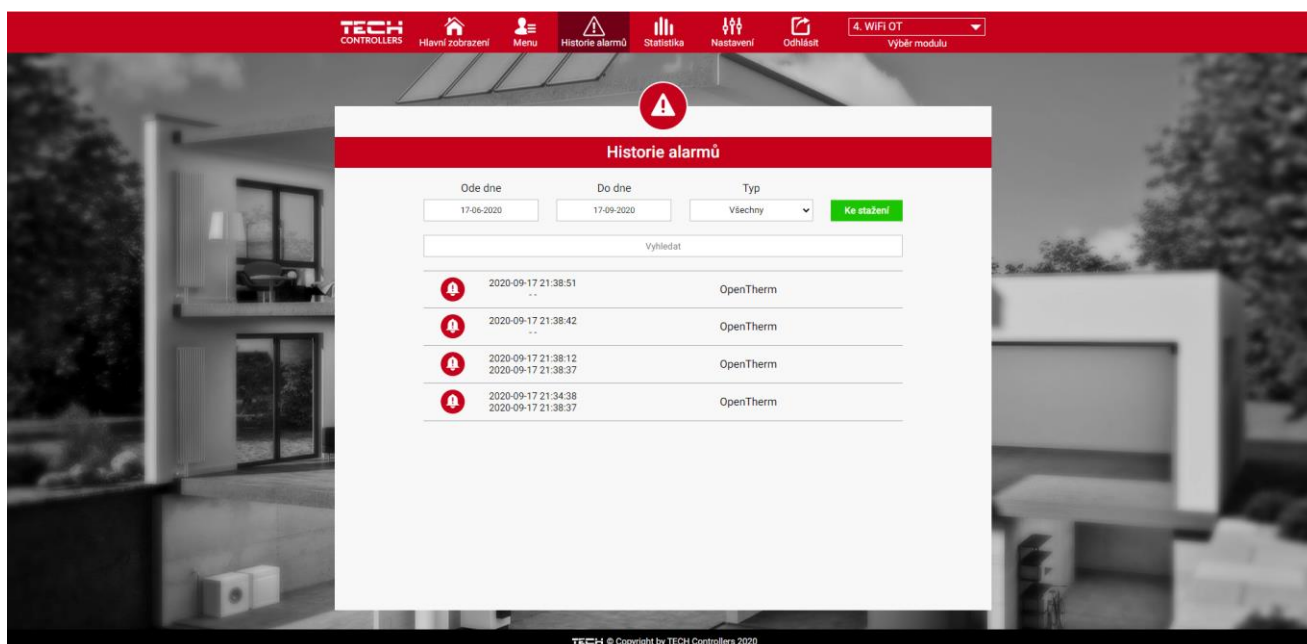 TECH
CONTROLLERS
Hlavní zobrazení
Menu
Historie alarmů
Statistika
Nastavení
Odhlásit
4. WiFi OT
Výběr modulu
Historie alarmů
Ode dne
Do dne
Typ
17-06-2020
17-09-2020
Všechny
Ke stažení
Vyhledat
2020-09-17 21:38:51
- -
OpenTherm
2020-09-17 21:38:42
- -
OpenTherm
2020-09-17 21:38:12
2020-09-17 21:38:37
OpenTherm
2020-09-17 21:34:38
2020-09-17 21:38:37
OpenTherm
TECH © Copyright by TECH Controllers 2020